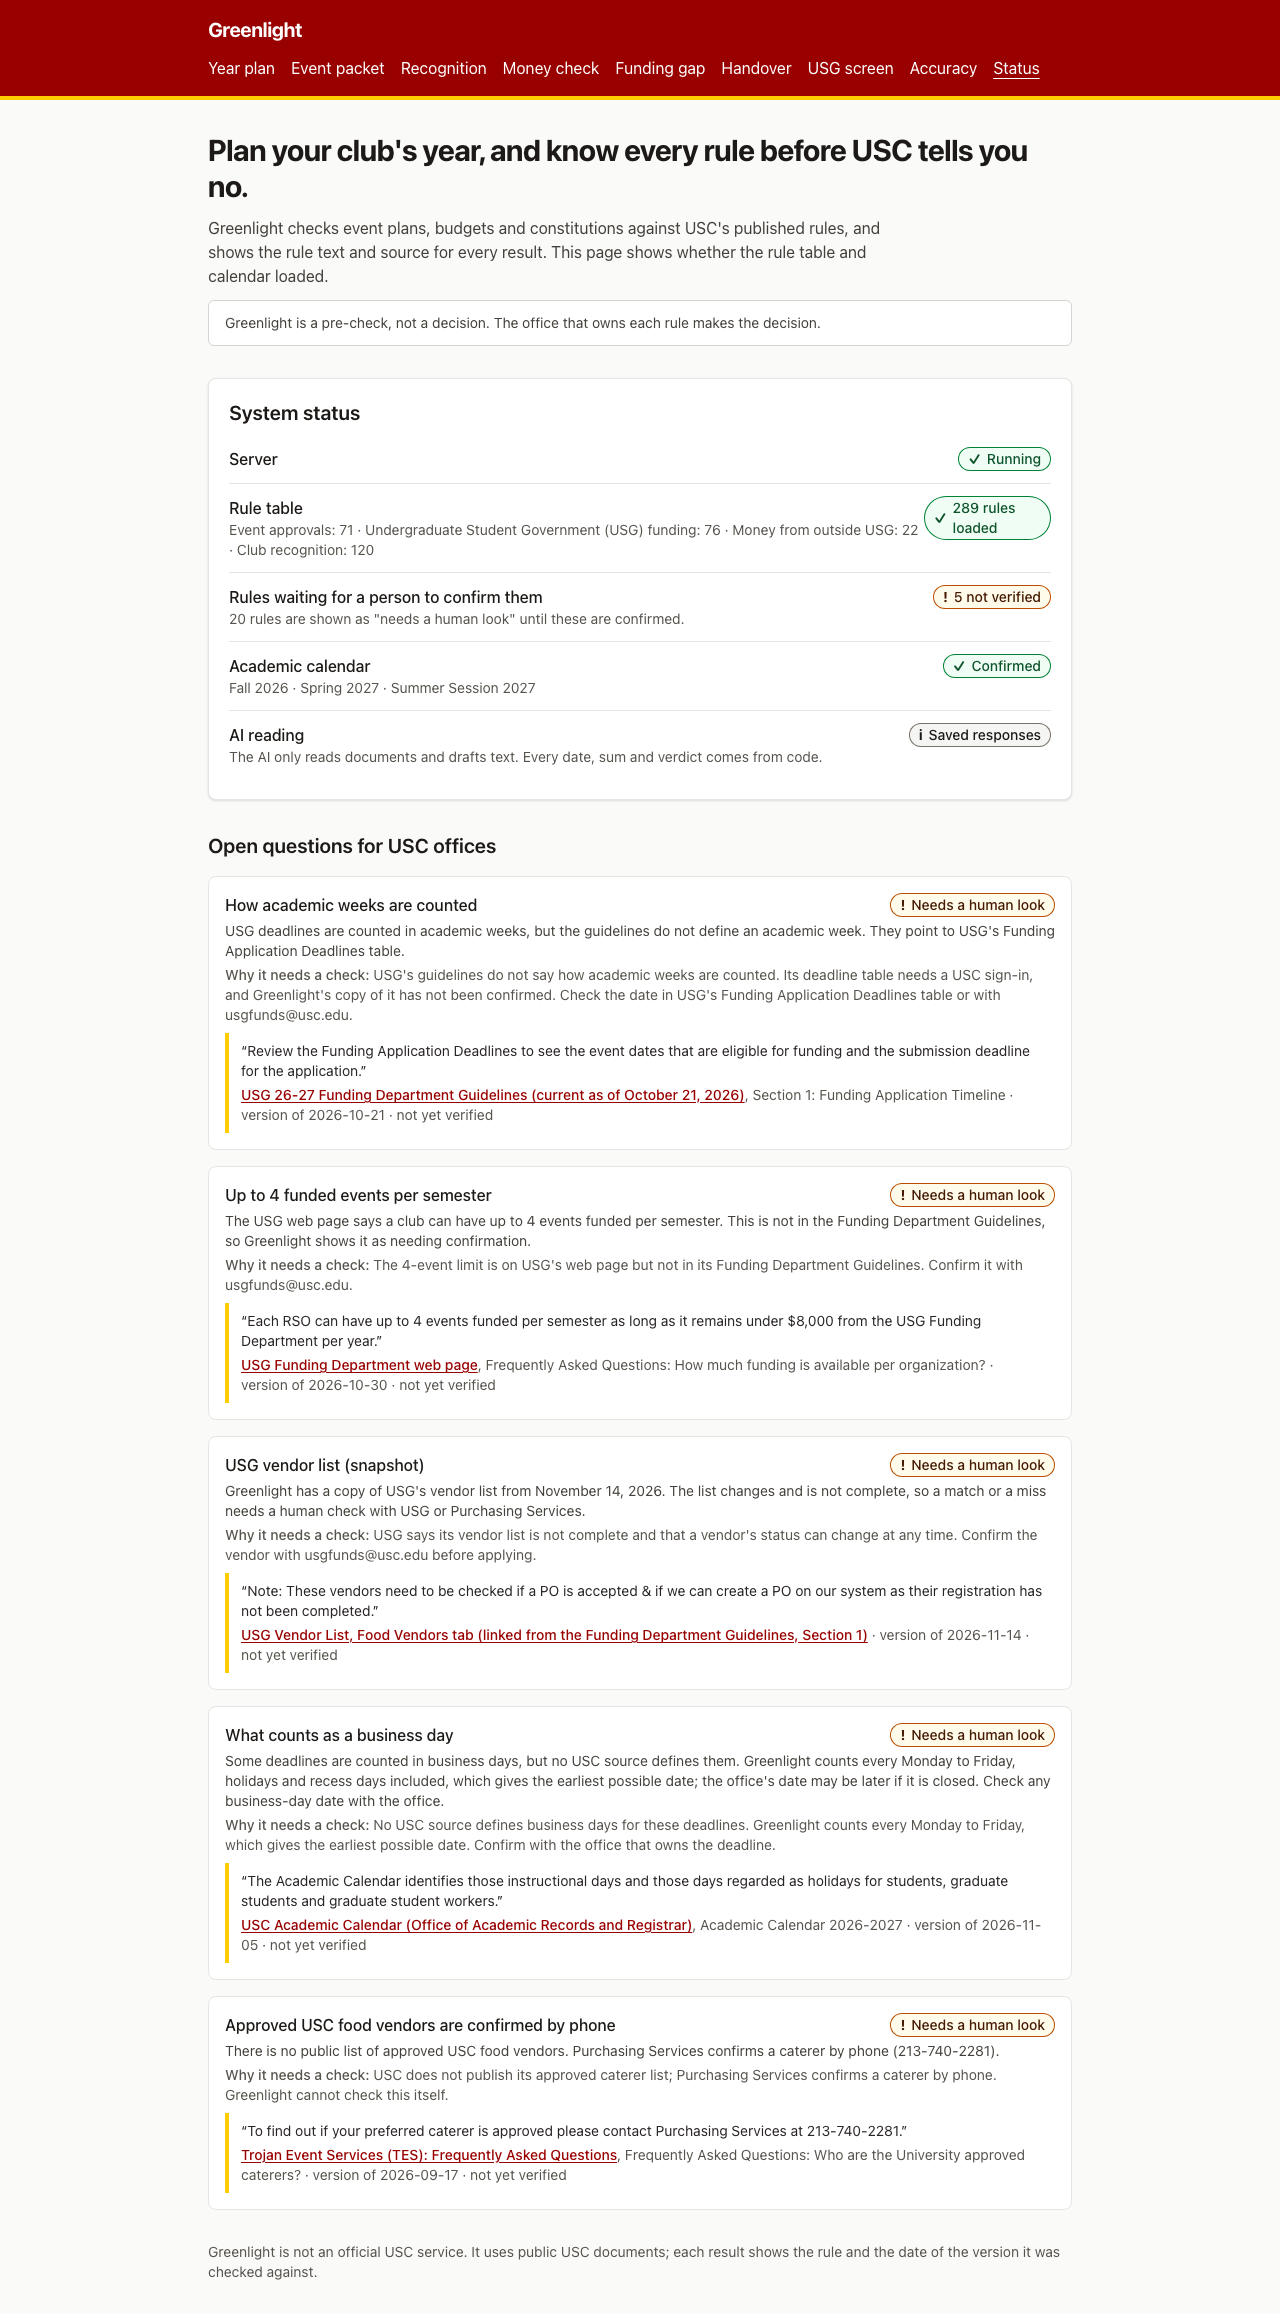 Greenlight
Year plan Event packet Recognition Money check Funding gap Handover USG screen Accuracy Status
Plan your club's year, and know every rule before USC tells you
no.
Greenlight checks event plans, budgets and constitutions against USC's published rules, and
shows the rule text and source for every result. This page shows whether the rule table and
calendar loaded.
Greenlight is a pre-check, not a decision. The office that owns each rule makes the decision.
System status
Server
✓ Running
Rule table
Event approvals: 71 · Undergraduate Student Government (USG) funding: 76 · Money from outside USG: 22
· Club recognition: 120
✓ 289 rules
loaded
Rules waiting for a person to confirm them
! 5 not verified
20 rules are shown as "needs a human look" until these are confirmed.
Academic calendar
✓ Confirmed
Fall 2026 · Spring 2027 · Summer Session 2027
AI reading
i Saved responses
The AI only reads documents and drafts text. Every date, sum and verdict comes from code.
Open questions for USC offices
How academic weeks are counted
! Needs a human look
USG deadlines are counted in academic weeks, but the guidelines do not define an academic week. They point to USG's Funding
Application Deadlines table.
Why it needs a check: USG's guidelines do not say how academic weeks are counted. Its deadline table needs a USC sign-in,
and Greenlight's copy of it has not been confirmed. Check the date in USG's Funding Application Deadlines table or with
usgfunds@usc.edu.
“Review the Funding Application Deadlines to see the event dates that are eligible for funding and the submission deadline
for the application.”
USG 26-27 Funding Department Guidelines (current as of October 21, 2026), Section 1: Funding Application Timeline ·
version of 2026-10-21 · not yet verified
Up to 4 funded events per semester
! Needs a human look
The USG web page says a club can have up to 4 events funded per semester. This is not in the Funding Department Guidelines,
so Greenlight shows it as needing confirmation.
Why it needs a check: The 4-event limit is on USG's web page but not in its Funding Department Guidelines. Confirm it with
usgfunds@usc.edu.
“Each RSO can have up to 4 events funded per semester as long as it remains under $8,000 from the USG Funding
Department per year.”
USG Funding Department web page, Frequently Asked Questions: How much funding is available per organization? ·
version of 2026-10-30 · not yet verified
USG vendor list (snapshot)
! Needs a human look
Greenlight has a copy of USG's vendor list from November 14, 2026. The list changes and is not complete, so a match or a miss
needs a human check with USG or Purchasing Services.
Why it needs a check: USG says its vendor list is not complete and that a vendor's status can change at any time. Confirm the
vendor with usgfunds@usc.edu before applying.
“Note: These vendors need to be checked if a PO is accepted & if we can create a PO on our system as their registration has
not been completed.”
USG Vendor List, Food Vendors tab (linked from the Funding Department Guidelines, Section 1) · version of 2026-11-14 ·
not yet verified
What counts as a business day
! Needs a human look
Some deadlines are counted in business days, but no USC source defines them. Greenlight counts every Monday to Friday,
holidays and recess days included, which gives the earliest possible date; the office's date may be later if it is closed. Check any
business-day date with the office.
Why it needs a check: No USC source defines business days for these deadlines. Greenlight counts every Monday to Friday,
which gives the earliest possible date. Confirm with the office that owns the deadline.
“The Academic Calendar identifies those instructional days and those days regarded as holidays for students, graduate
students and graduate student workers.”
USC Academic Calendar (Office of Academic Records and Registrar), Academic Calendar 2026-2027 · version of 2026-11-
05 · not yet verified
Approved USC food vendors are confirmed by phone
! Needs a human look
There is no public list of approved USC food vendors. Purchasing Services confirms a caterer by phone (213-740-2281).
Why it needs a check: USC does not publish its approved caterer list; Purchasing Services confirms a caterer by phone.
Greenlight cannot check this itself.
“To find out if your preferred caterer is approved please contact Purchasing Services at 213-740-2281.”
Trojan Event Services (TES): Frequently Asked Questions, Frequently Asked Questions: Who are the University approved
caterers? · version of 2026-09-17 · not yet verified
Greenlight is not an official USC service. It uses public USC documents; each result shows the rule and the date of the version it was
checked against.